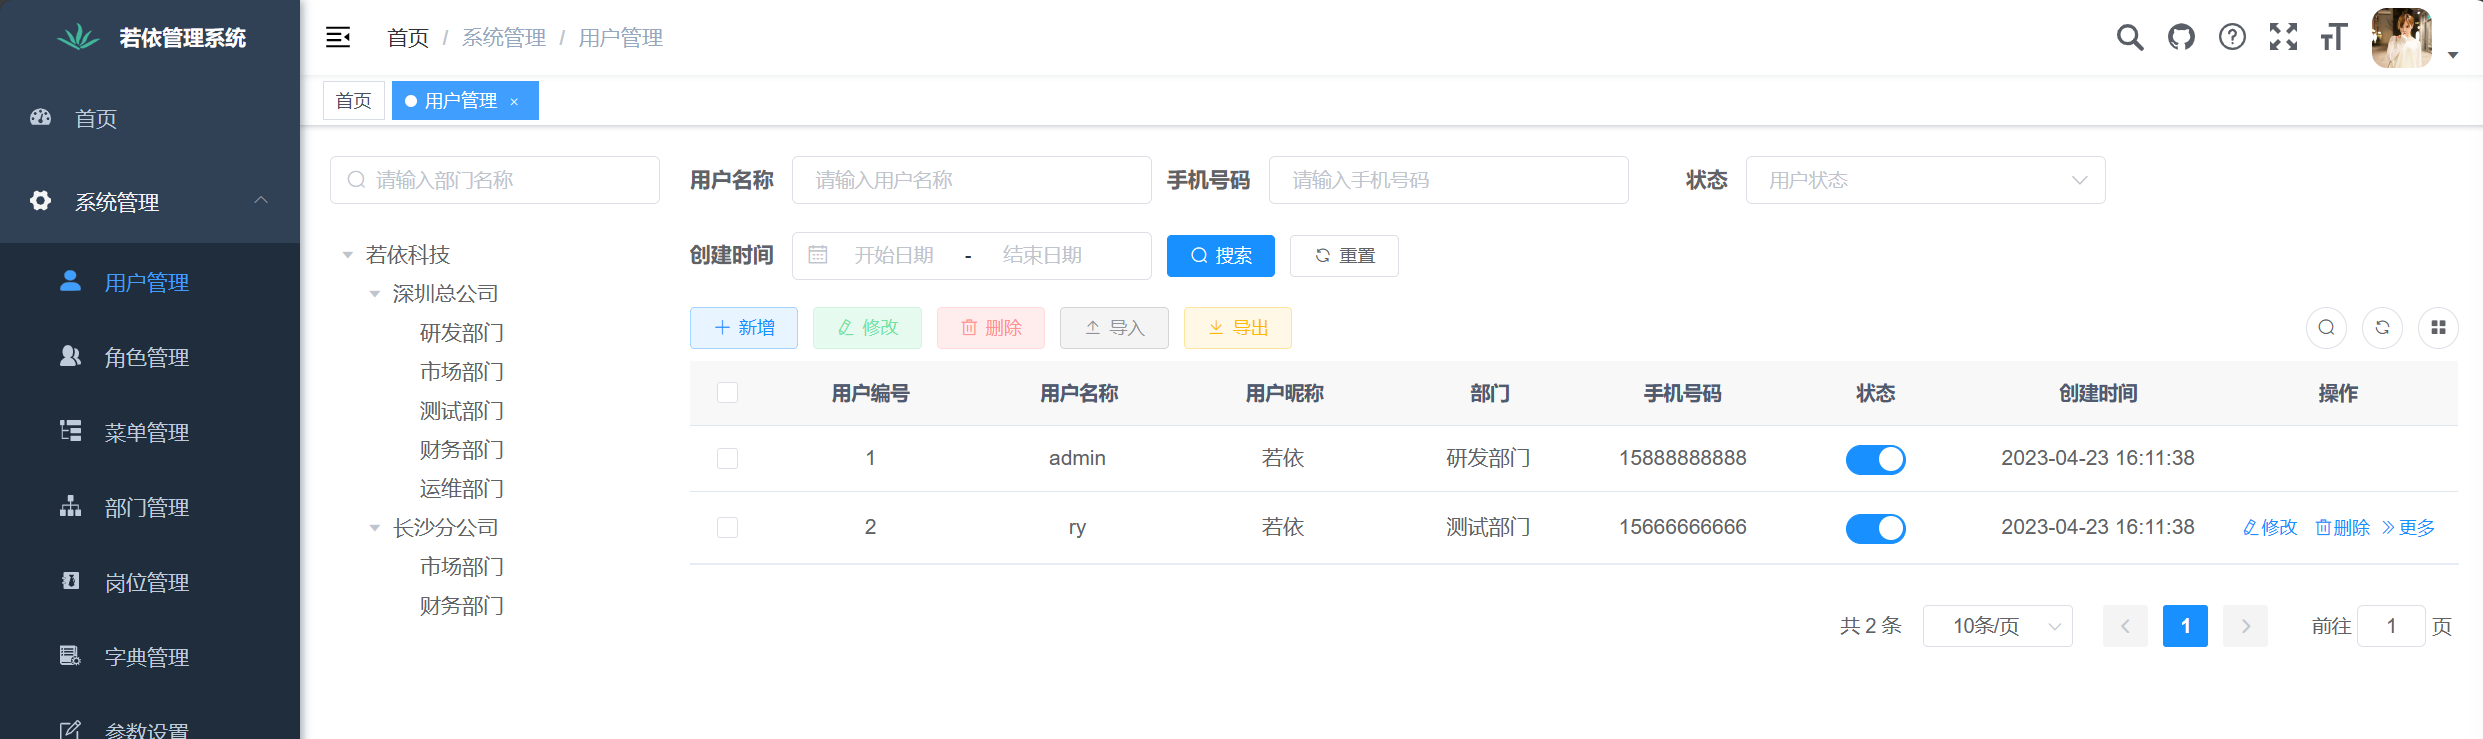 若依管理系统
首页
系统管理
用户管理
角色管理
菜单管理
部门管理
岗位管理
字典管理
参数设置
首页 / 系统管理 / 用户管理
首页 用户管理 ×
请输入部门名称
若依科技
深圳总公司
研发部门
市场部门
测试部门
财务部门
运维部门
长沙分公司
市场部门
财务部门
用户名称 请输入用户名称 手机号码 请输入手机号码 状态 用户状态
创建时间 开始日期 - 结束日期 搜索 重置
新增 修改 删除 导入 导出
用户编号 用户名称 用户昵称 部门 手机号码 状态 创建时间 操作
1 admin 若依 研发部门 15888888888 2023-04-23 16:11:38
2 ry 若依 测试部门 15666666666 2023-04-23 16:11:38 修改 删除 更多
共 2 条 10条/页 1 前往 1 页